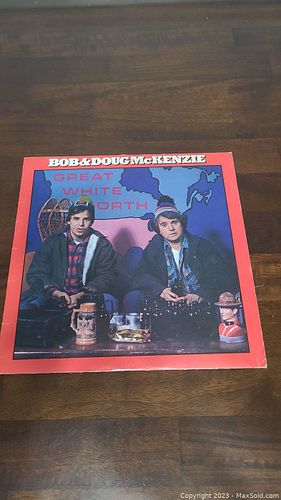 BOB & DOUG McKENZIE
GREAT
WHITE
NORTH
Copyright 2023 - MaxSold.com